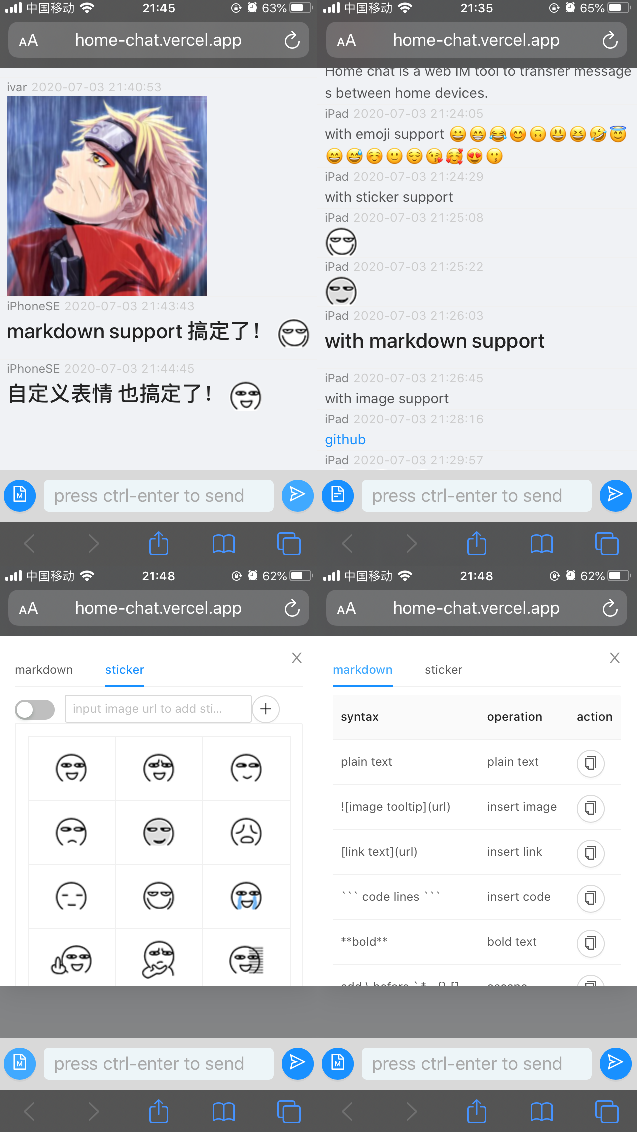 中国移动 21:45 63%
AA home-chat.vercel.app
ivar 2020-07-03 21:40:53
iPhoneSE 2020-07-03 21:43:43
markdown support 搞定了！
iPhoneSE 2020-07-03 21:44:45
自定义表情 也搞定了！
M press ctrl-enter to send
中国移动 21:35 65%
AA home-chat.vercel.app
Home chat is a web IM tool to transfer message
s between home devices.
iPad 2020-07-03 21:24:05
with emoji support 😀😁😂😊🙃😃😆🤣😇
😄😅☺️🙂😌😘🥰😍😗
iPad 2020-07-03 21:24:29
with sticker support
iPad 2020-07-03 21:25:08
iPad 2020-07-03 21:25:22
iPad 2020-07-03 21:26:03
with markdown support
iPad 2020-07-03 21:26:45
with image support
iPad 2020-07-03 21:28:16
github
iPad 2020-07-03 21:29:57
press ctrl-enter to send
中国移动 21:48 62%
AA home-chat.vercel.app
markdown sticker
input image url to add sti...
M press ctrl-enter to send
中国移动 21:48 62%
AA home-chat.vercel.app
markdown sticker
syntax operation action
plain text plain text
![image tooltip](url) insert image
[link text](url) insert link
``` code lines ``` insert code
**bold** bold text
M press ctrl-enter to send